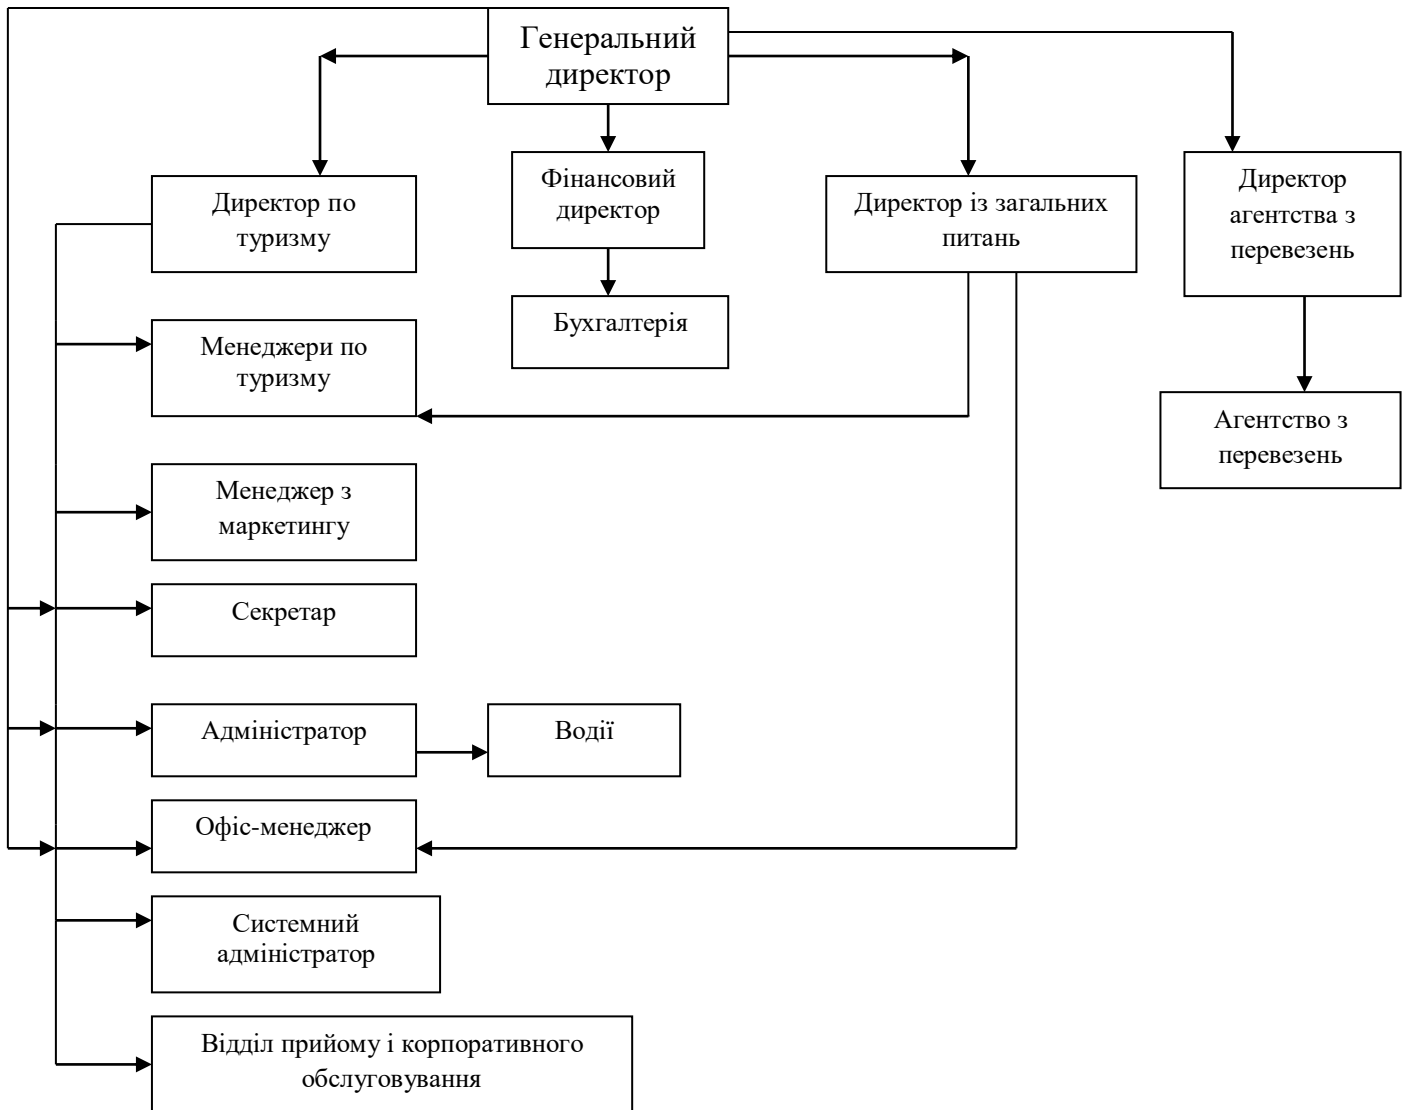 Генеральний
директор
Директор по
туризму
Фінансовий
директор
Директор із загальних
питань
Директор
агентства з
перевезень
Бухгалтерія
Менеджери по
туризму
Агентство з
перевезень
Менеджер з
маркетингу
Секретар
Адміністратор
Водії
Офіс-менеджер
Системний
адміністратор
Відділ прийому і корпоративного
обслуговування